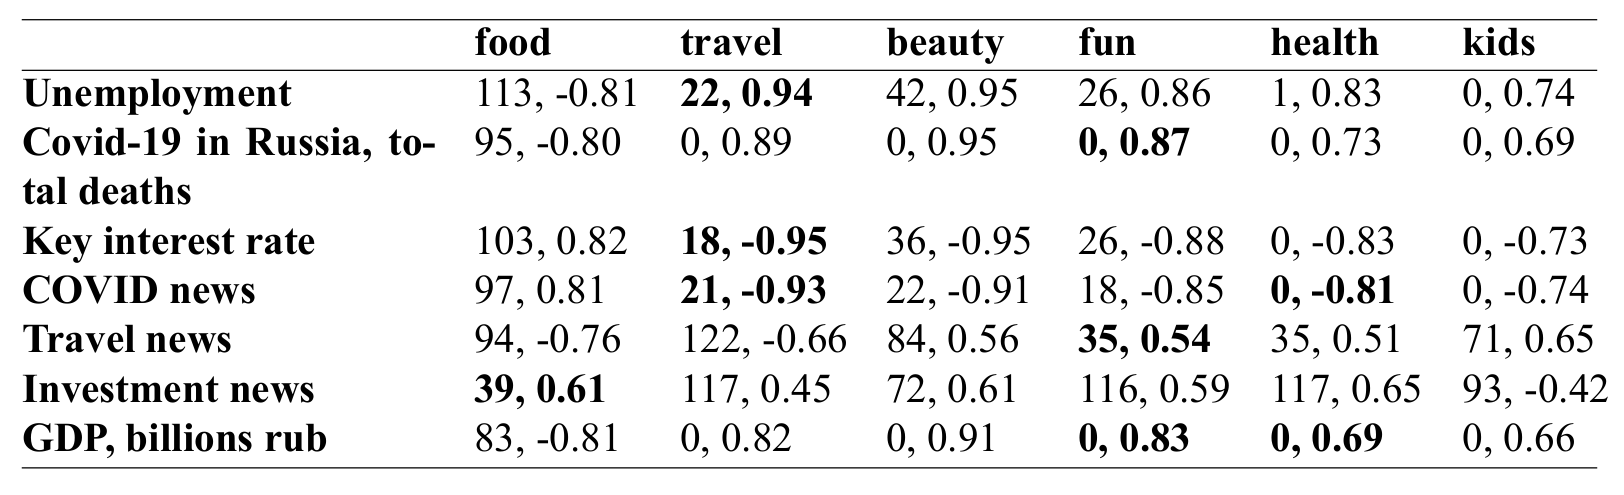 food travel beauty fun health kids
Unemployment 113, -0.81 22, 0.94 42, 0.95 26, 0.86 1, 0.83 0, 0.74
Covid-19 in Russia, to- 95, -0.80 0, 0.89 0, 0.95 0, 0.87 0, 0.73 0, 0.69
tal deaths
Key interest rate 103, 0.82 18, -0.95 36, -0.95 26, -0.88 0, -0.83 0, -0.73
COVID news 97, 0.81 21, -0.93 22, -0.91 18, -0.85 0, -0.81 0, -0.74
Travel news 94, -0.76 122, -0.66 84, 0.56 35, 0.54 35, 0.51 71, 0.65
Investment news 39, 0.61 117, 0.45 72, 0.61 116, 0.59 117, 0.65 93, -0.42
GDP, billions rub 83, -0.81 0, 0.82 0, 0.91 0, 0.83 0, 0.69 0, 0.66